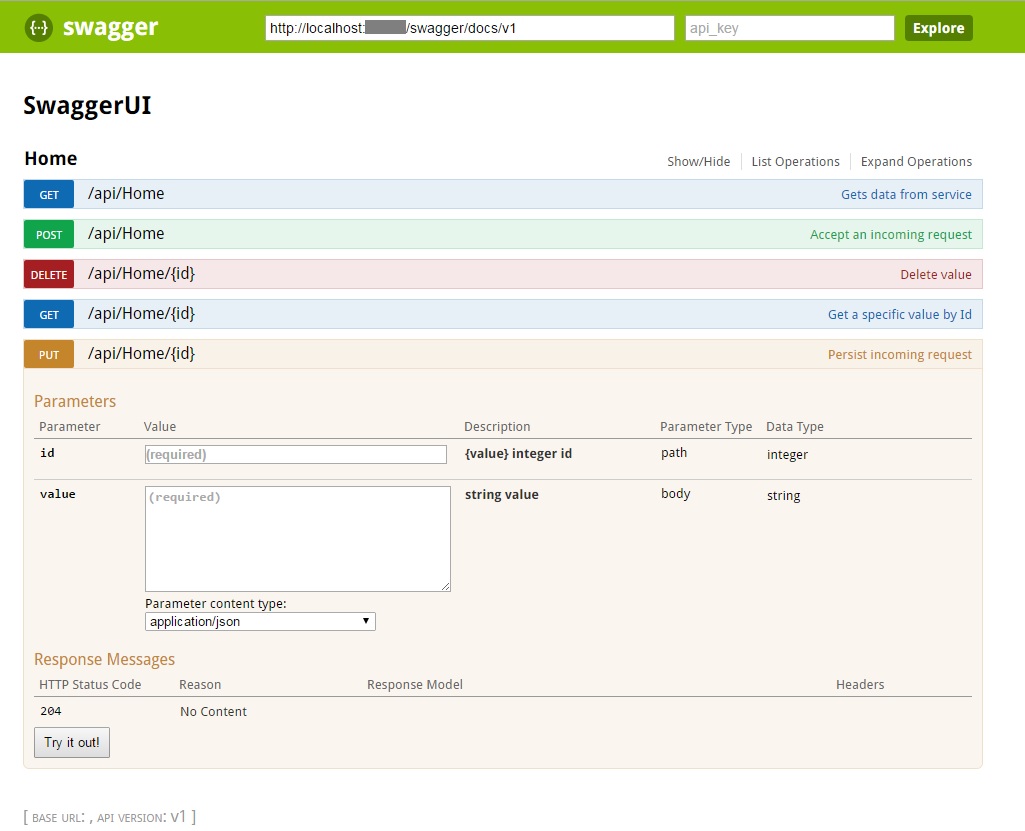 {··} swagger http://localhost: /swagger/docs/v1 api_key Explore
SwaggerUI
Home Show/Hide List Operations Expand Operations
GET /api/Home Gets data from service
POST /api/Home Accept an incoming request
DELETE /api/Home/{id} Delete value
GET /api/Home/{id} Get a specific value by Id
PUT /api/Home/{id} Persist incoming request
Parameters
Parameter Value Description Parameter Type Data Type
id (required) {value} integer id path integer
value (required) string value body string
Parameter content type:
application/json
Response Messages
HTTP Status Code Reason Response Model Headers
204 No Content
Try it out!
[ BASE URL: , API VERSION: V1 ]